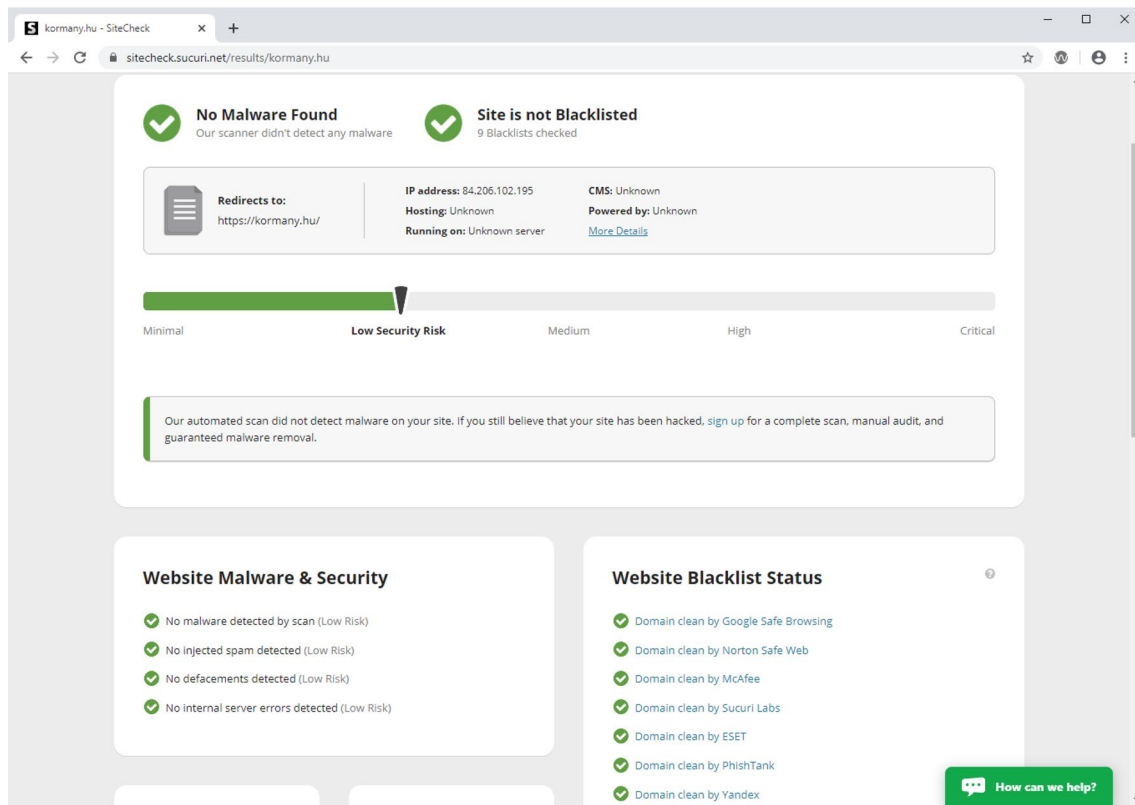 kormany.hu - SiteCheck
sitecheck.sucuri.net/results/kormany.hu
No Malware Found
Our scanner didn't detect any malware
Site is not Blacklisted
9 Blacklists checked
Redirects to:
https://kormany.hu/
IP address: 84.206.102.195
Hosting: Unknown
Running on: Unknown server
CMS: Unknown
Powered by: Unknown
More Details
Minimal
Low Security Risk
Medium
High
Critical
Our automated scan did not detect malware on your site. If you still believe that your site has been hacked, sign up for a complete scan, manual audit, and
guaranteed malware removal.
Website Malware & Security
No malware detected by scan (Low Risk)
No injected spam detected (Low Risk)
No defacements detected (Low Risk)
No internal server errors detected (Low Risk)
Website Blacklist Status
Domain clean by Google Safe Browsing
Domain clean by Norton Safe Web
Domain clean by McAfee
Domain clean by Sucuri Labs
Domain clean by ESET
Domain clean by PhishTank
Domain clean by Yandex
How can we help?